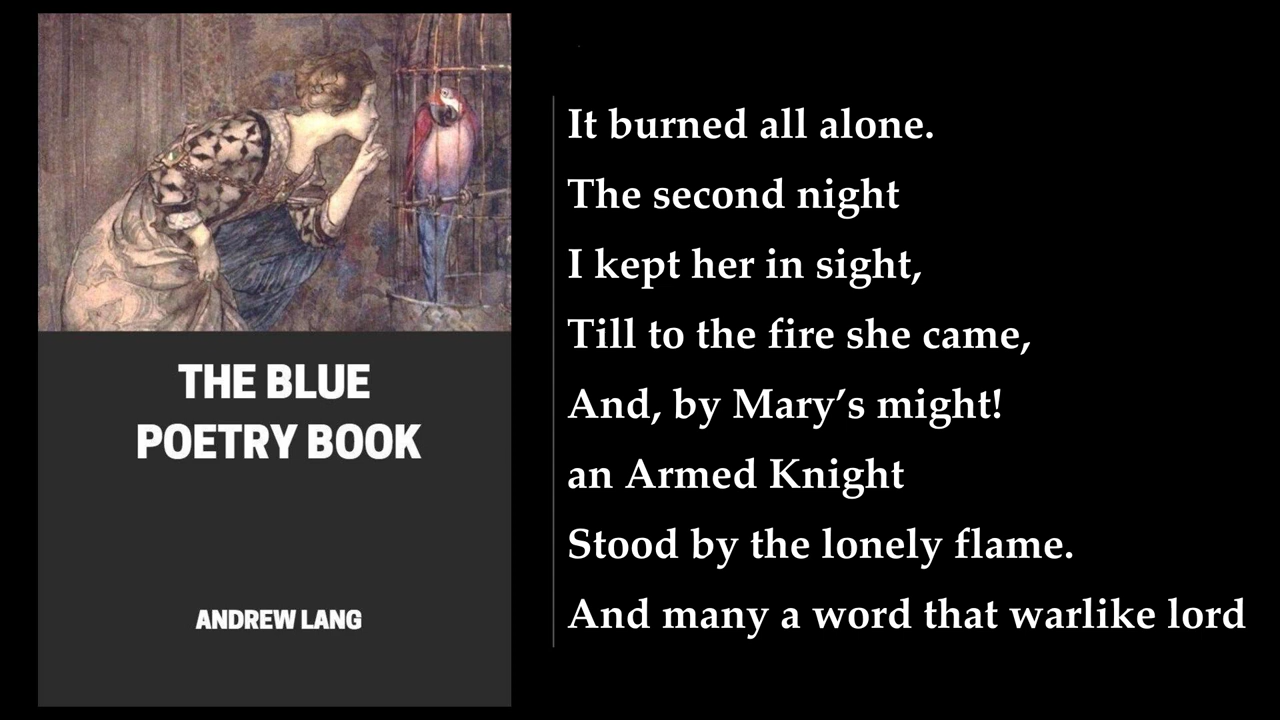 THE BLUE
POETRY BOOK
ANDREW LANG
It burned all alone.
The second night
I kept her in sight,
Till to the fire she came,
And, by Mary’s might!
an Armed Knight
Stood by the lonely flame.
And many a word that warlike lord